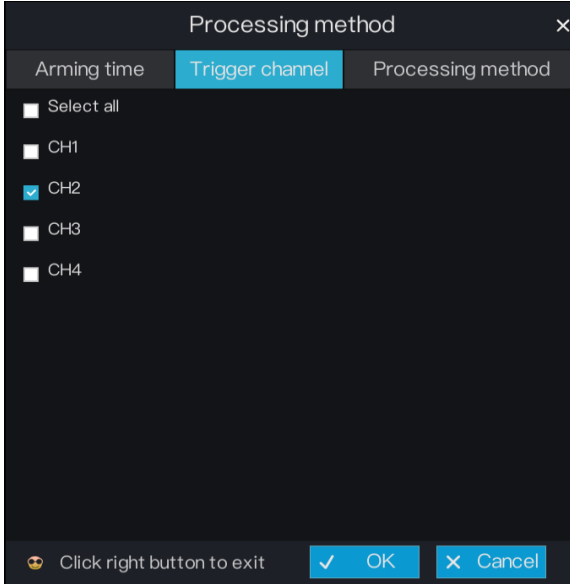 Processing method
Arming time Trigger channel Processing method
Select all
CH1
CH2
CH3
CH4
Click right button to exit OK Cancel